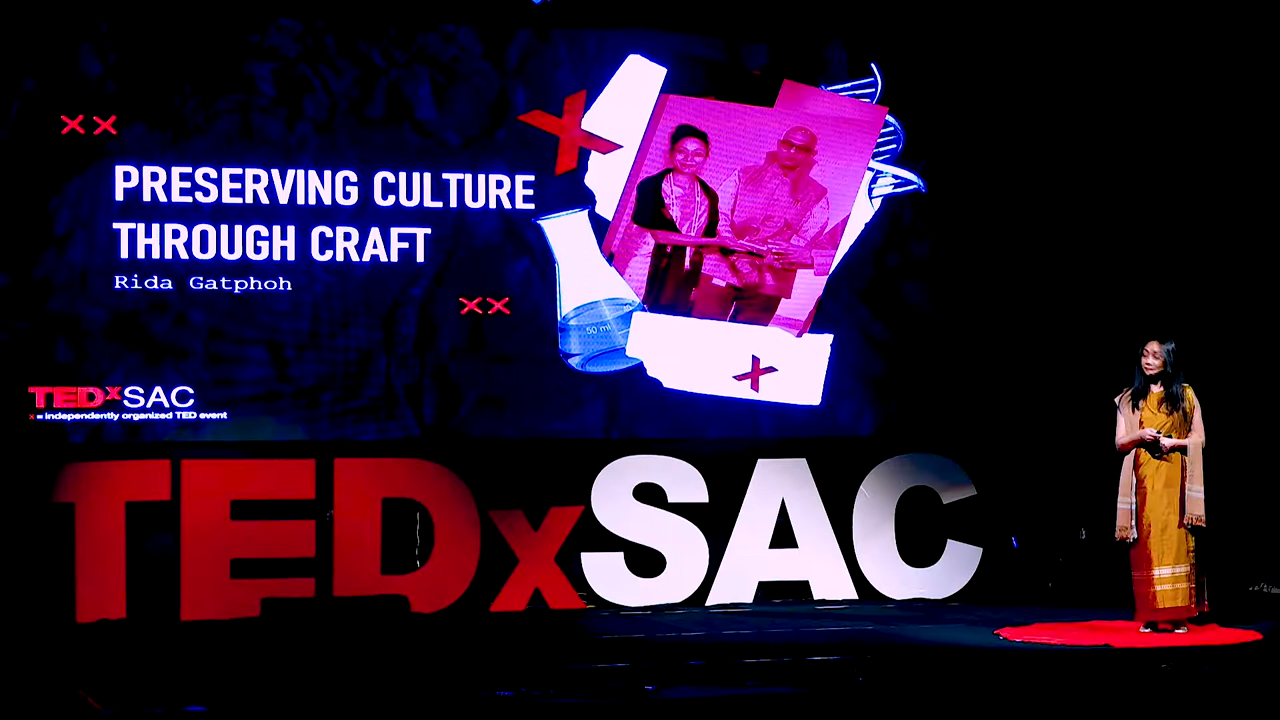 PRESERVING CULTURE
THROUGH CRAFT
Rida Gatphoh
50 ml
TEDxSAC
x = independently organized TED event
TEDxSAC